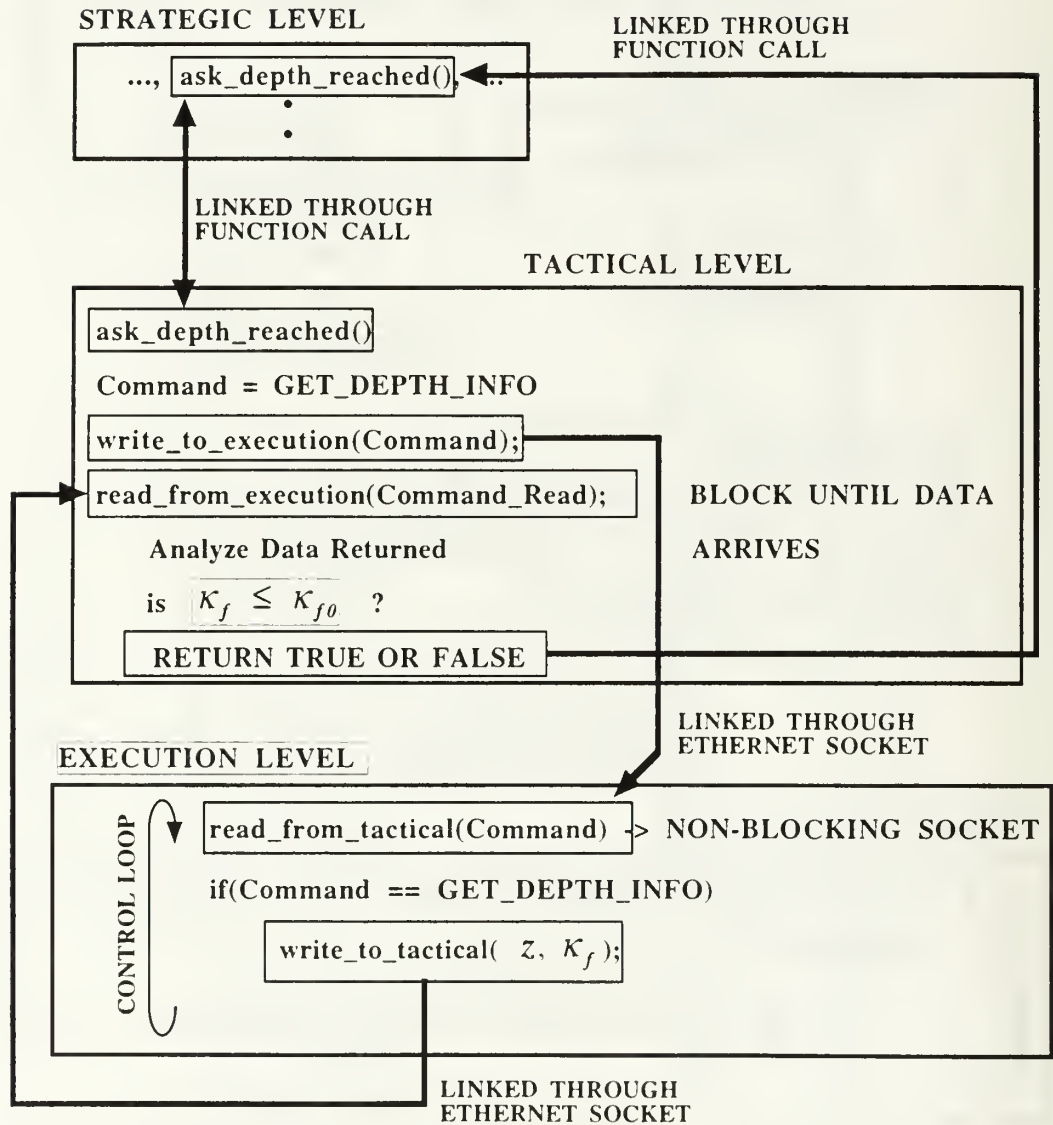 STRATEGIC LEVEL
LINKED THROUGH
FUNCTION CALL
..., ask_depth_reached(), ...
LINKED THROUGH
FUNCTION CALL
TACTICAL LEVEL
ask_depth_reached()
Command = GET_DEPTH_INFO
write_to_execution(Command);
read_from_execution(Command_Read);
BLOCK UNTIL DATA
ARRIVES
Analyze Data Returned
is κ_f ≤ κ_f0 ?
RETURN TRUE OR FALSE
LINKED THROUGH
ETHERNET SOCKET
EXECUTION LEVEL
CONTROL LOOP
read_from_tactical(Command) -> NON-BLOCKING SOCKET
if(Command == GET_DEPTH_INFO)
write_to_tactical( z, κ_f );
LINKED THROUGH
ETHERNET SOCKET